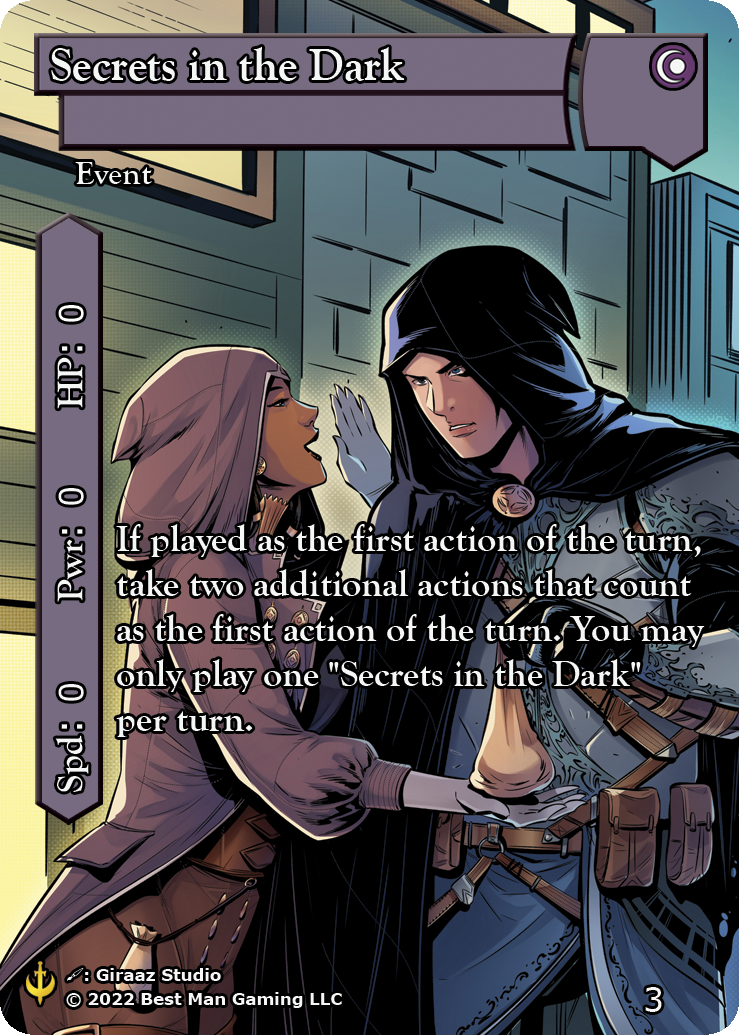 Secrets in the Dark
Event
HP: 0
Pwr: 0
Spd: 0
If played as the first action of the turn,
take two additional actions that count
as the first action of the turn. You may
only play one "Secrets in the Dark"
per turn.
: Giraaz Studio
© 2022 Best Man Gaming LLC
3